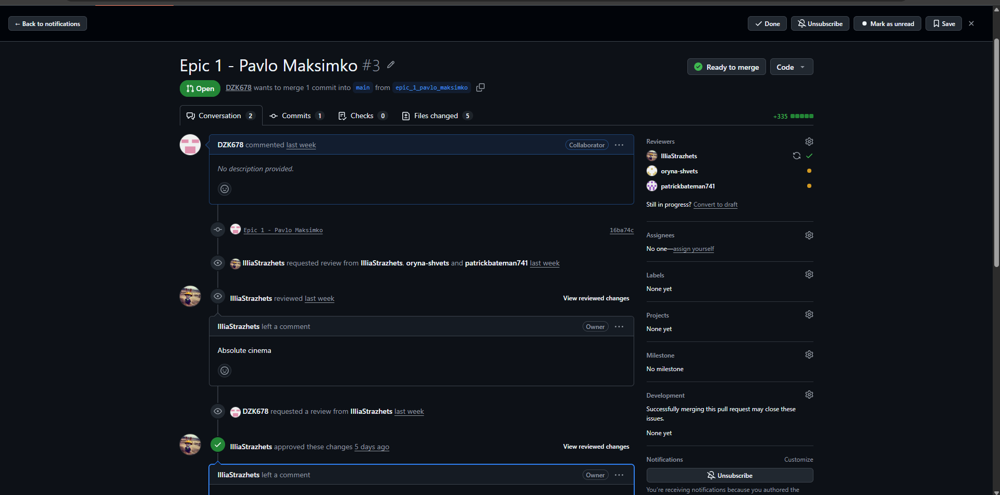 ← Back to notifications
Done
Unsubscribe
Mark as unread
Save
Epic 1 - Pavlo Maksimko #3
Ready to merge
Code
Open
DZK678 wants to merge 1 commit into main from epic_1_pavlo_maksimko
Conversation 2
Commits 1
Checks 0
Files changed 5
+335
DZK678 commented last week
Collaborator
No description provided.
Epic 1 - Pavlo Maksimko
16ba74c
IlliaStrazhets requested review from IlliaStrazhets, oryna-shvets and patrickbateman741 last week
IlliaStrazhets reviewed last week
View reviewed changes
IlliaStrazhets left a comment
Owner
Absolute cinema
DZK678 requested a review from IlliaStrazhets last week
IlliaStrazhets approved these changes 5 days ago
View reviewed changes
IlliaStrazhets left a comment
Owner
Reviewers
IlliaStrazhets
oryna-shvets
patrickbateman741
Still in progress? Convert to draft
Assignees
No one—assign yourself
Labels
None yet
Projects
None yet
Milestone
No milestone
Development
Successfully merging this pull request may close these
issues.
None yet
Notifications
Customize
Unsubscribe
You're receiving notifications because you authored the